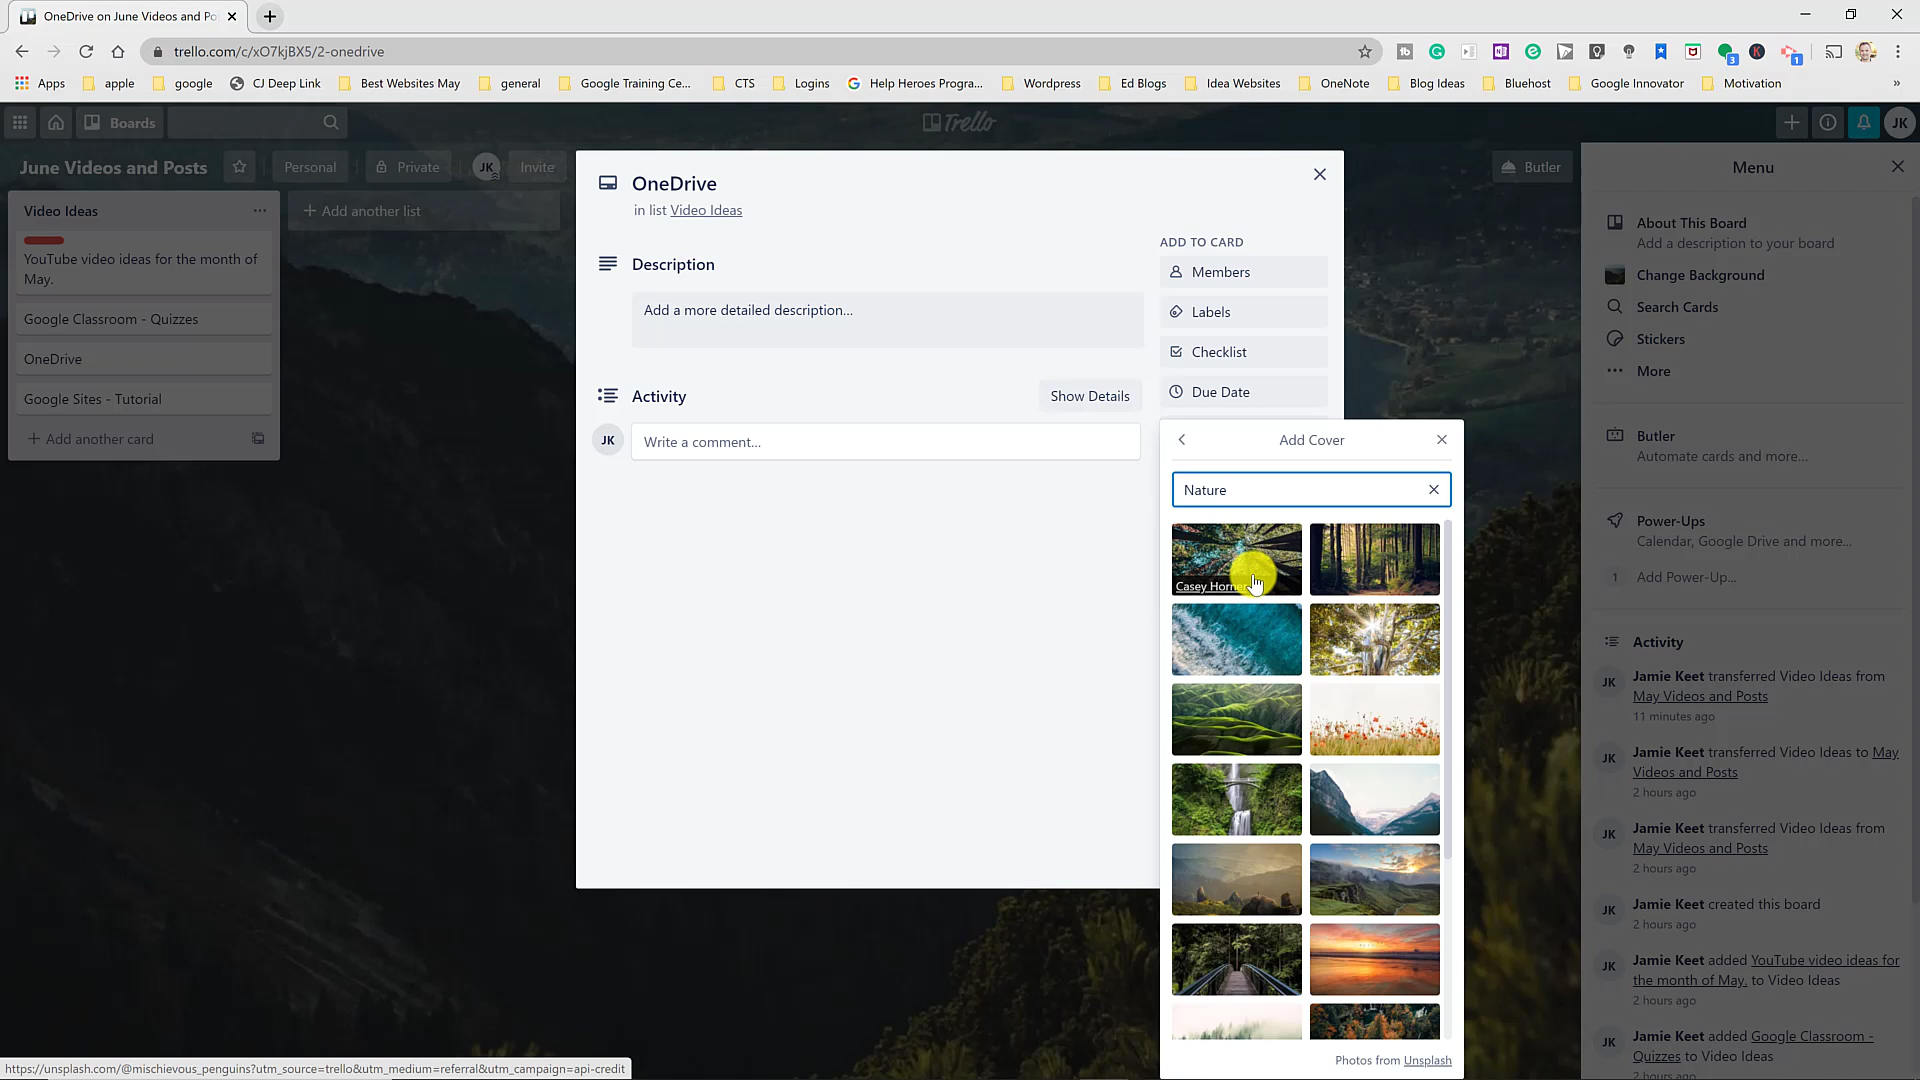 OneDrive on June Videos and Po
trello.com/c/xO7kjBX5/2-onedrive
3
1
Apps
apple
google
CJ Deep Link
Best Websites May
general
Google Training Ce...
CTS
Logins
Help Heroes Progra...
Wordpress
Ed Blogs
Idea Websites
OneNote
Blog Ideas
Bluehost
Google Innovator
Motivation
»
Boards
Trello
JK
June Videos and Posts
Personal
Private
JK
Invite
Butler
Video Ideas
YouTube video ideas for the month of
May.
Google Classroom - Quizzes
OneDrive
Google Sites - Tutorial
+ Add another card
+ Add another list
OneDrive
in list Video Ideas
Description
Add a more detailed description...
Activity
Show Details
JK
Write a comment...
ADD TO CARD
Members
Labels
Checklist
Due Date
Add Cover
Nature
Casey Horner
Photos from Unsplash
Menu
About This Board
Add a description to your board
Change Background
Search Cards
Stickers
More
Butler
Automate cards and more...
Power-Ups
Calendar, Google Drive and more...
1
Add Power-Up...
Activity
JK
Jamie Keet transferred Video Ideas from
May Videos and Posts
11 minutes ago
JK
Jamie Keet transferred Video Ideas to May
Videos and Posts
2 hours ago
JK
Jamie Keet transferred Video Ideas from
May Videos and Posts
2 hours ago
JK
Jamie Keet created this board
2 hours ago
JK
Jamie Keet added YouTube video ideas for
the month of May. to Video Ideas
2 hours ago
JK
Jamie Keet added Google Classroom -
Quizzes to Video Ideas
2 hours ago
https://unsplash.com/@mischievous_penguins?utm_source=trello&utm_medium=referral&utm_campaign=api-credit